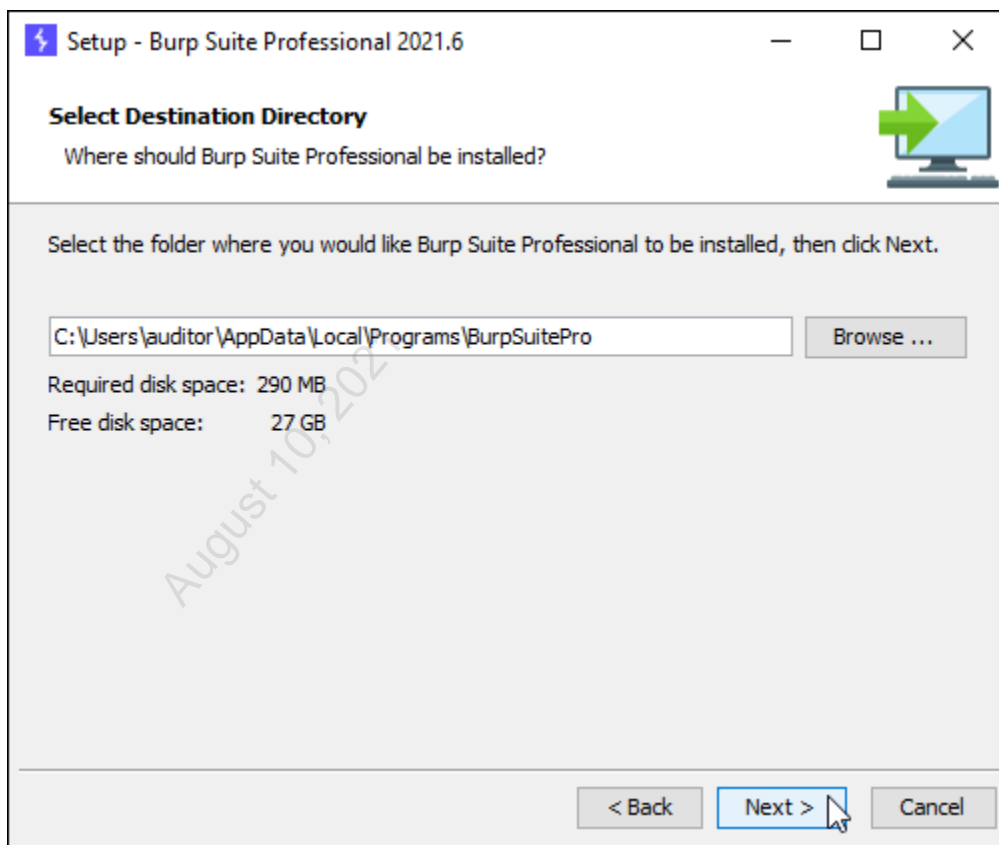 Setup - Burp Suite Professional 2021.6
Select Destination Directory
Where should Burp Suite Professional be installed?
Select the folder where you would like Burp Suite Professional to be installed, then click Next.
C:\Users\auditor\AppData\Local\Programs\BurpSuitePro
Browse ...
Required disk space: 290 MB
Free disk space: 27 GB
August 10, 202
< Back
Next >
Cancel